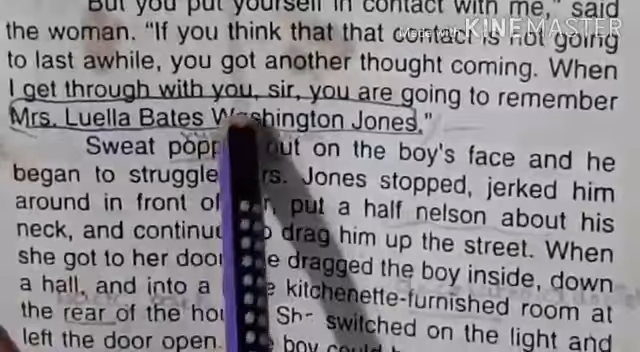 But you put yourself in contact with me," said
the woman. "If you think that that contact is not going
to last awhile, you got another thought coming. When
I get through with you, sir, you are going to remember
Mrs. Luella Bates Washington Jones."
Sweat popp out on the boy's face and he
began to struggle rs. Jones stopped, jerked him
around in front of r, put a half nelson about his
neck, and continu o drag him up the street. When
she got to her doo e dragged the boy inside, down
a hall, and into a e kitchenette-furnished room at
the rear of the ho Sh switched on the light and
left the door open. e boy could
Made with KINEMASTER